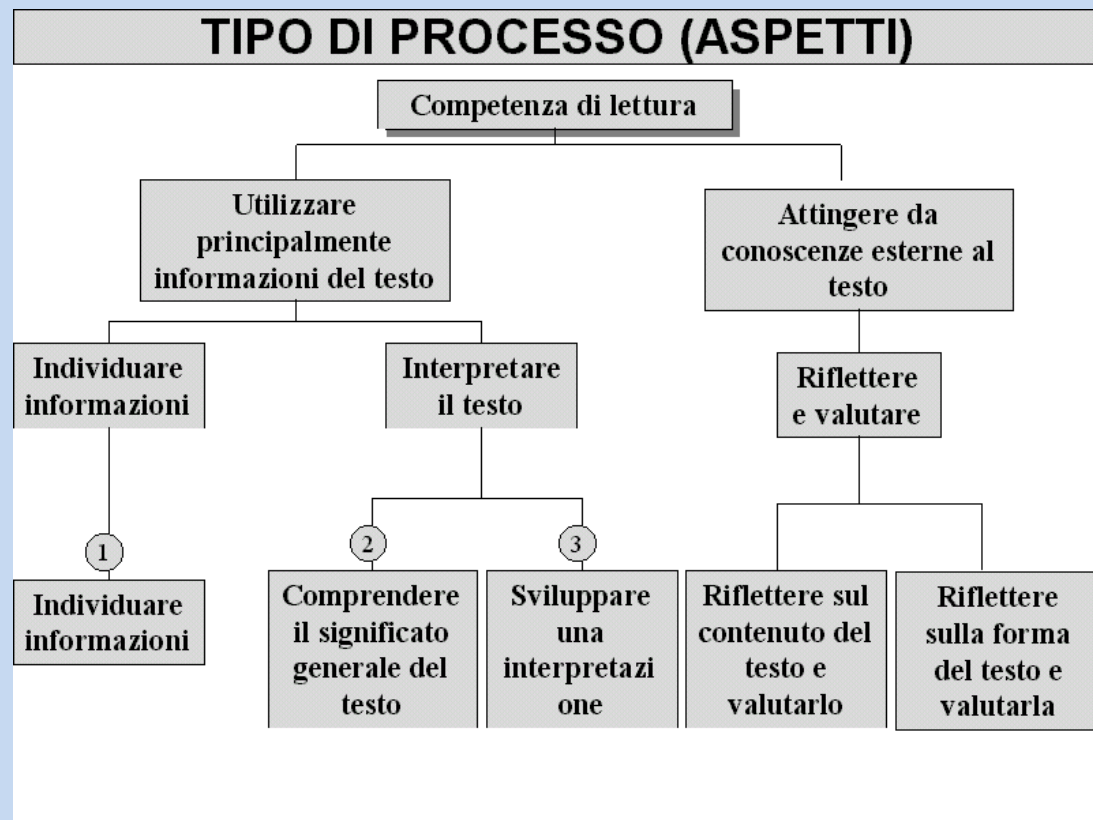 TIPO DI PROCESSO (ASPETTI)
Competenza di lettura
Utilizzare
principalmente
informazioni del testo
Attingere da
conoscenze esterne al
testo
Individuare
informazioni
Interpretare
il testo
Riflettere
e valutare
1
2
3
Individuare
informazioni
Comprendere
il significato
generale del
testo
Sviluppare
una
interpretazi
one
Riflettere sul
contenuto del
testo e
valutarlo
Riflettere
sulla forma
del testo e
valutarla